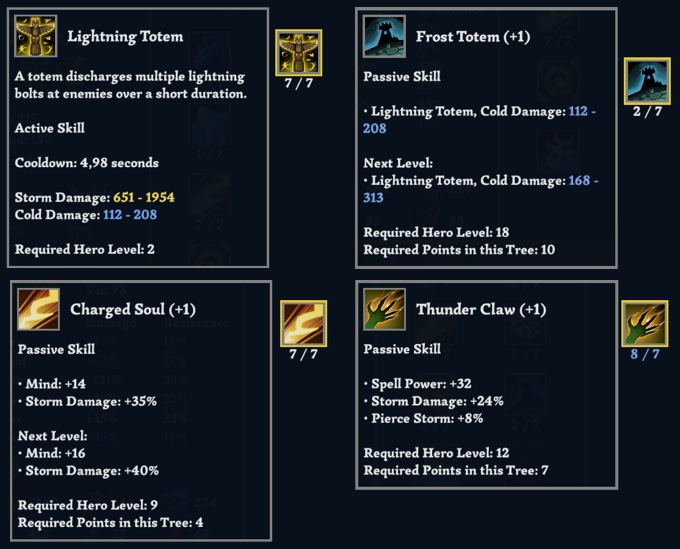 Lightning Totem
A totem discharges multiple lightning
bolts at enemies over a short duration.
Active Skill
Cooldown: 4,98 seconds
Storm Damage: 651 - 1954
Cold Damage: 112 - 208
Required Hero Level: 2
7 / 7
Frost Totem (+1)
Passive Skill
• Lightning Totem, Cold Damage: 112 -
208
Next Level:
• Lightning Totem, Cold Damage: 168 -
313
Required Hero Level: 18
Required Points in this Tree: 10
2 / 7
Charged Soul (+1)
Passive Skill
• Mind: +14
• Storm Damage: +35%
Next Level:
• Mind: +16
• Storm Damage: +40%
Required Hero Level: 9
Required Points in this Tree: 4
7 / 7
Thunder Claw (+1)
Passive Skill
• Spell Power: +32
• Storm Damage: +24%
• Pierce Storm: +8%
Required Hero Level: 12
Required Points in this Tree: 7
8 / 7